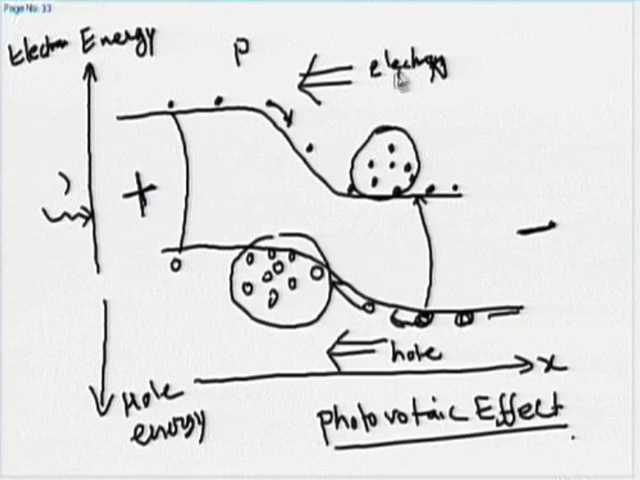 Page No: 33
Electron Energy
P
electron
+
-
hole
x
Hole
energy
Photovotaic Effect